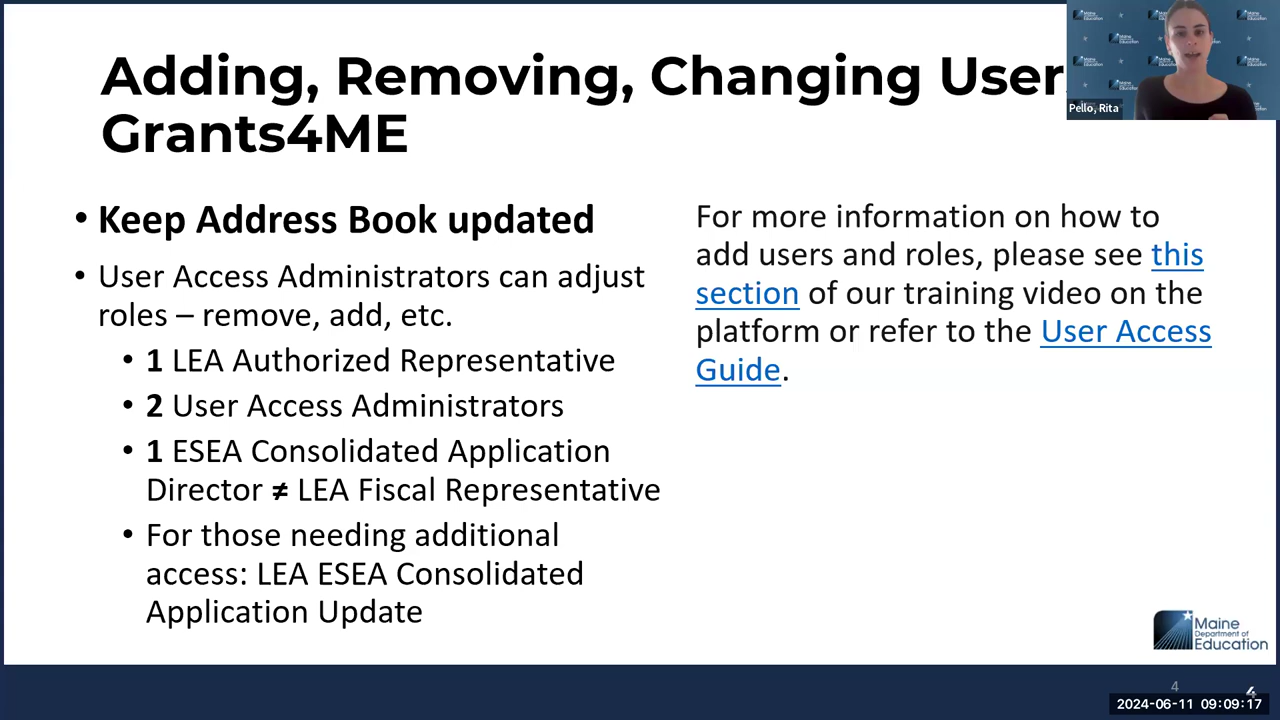 Adding, Removing, Changing User
Grants4ME
Pello, Rita
• Keep Address Book updated
• User Access Administrators can adjust
roles – remove, add, etc.
• 1 LEA Authorized Representative
• 2 User Access Administrators
• 1 ESEA Consolidated Application
Director ≠ LEA Fiscal Representative
• For those needing additional
access: LEA ESEA Consolidated
Application Update
For more information on how to
add users and roles, please see this
section of our training video on the
platform or refer to the User Access
Guide.
Maine
Department of
Education
4
4
2024-06-11 09:09:17